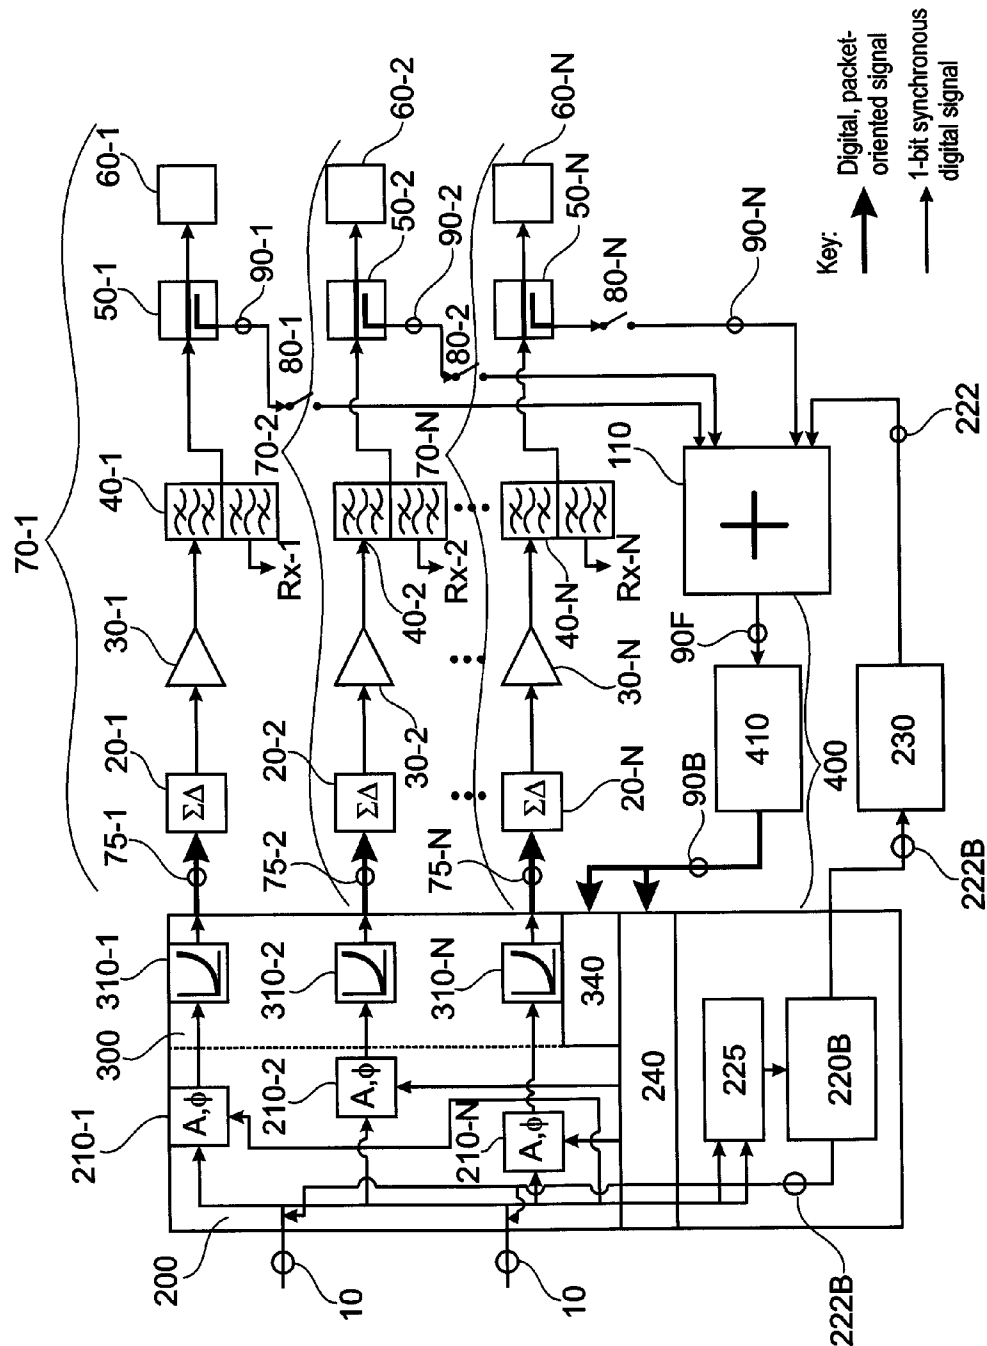 70-1
60-1
50-1
40-1
30-1
20-1
75-1
310-1
300
210-1
200
ΣΔ
A,ϕ
90-1
80-1
Rx-1
60-2
50-2
90-2
80-2
70-2
40-2
Rx-2
30-2
20-2
ΣΔ
75-2
310-2
210-2
A,ϕ
60-N
50-N
90-N
80-N
70-N
40-N
Rx-N
30-N
20-N
ΣΔ
75-N
310-N
210-N
A,ϕ
10
10
340
240
225
220B
222B
222B
230
222
110
+
90F
410
400
90B
Key:
Digital, packet-
oriented signal
1-bit synchronous
digital signal